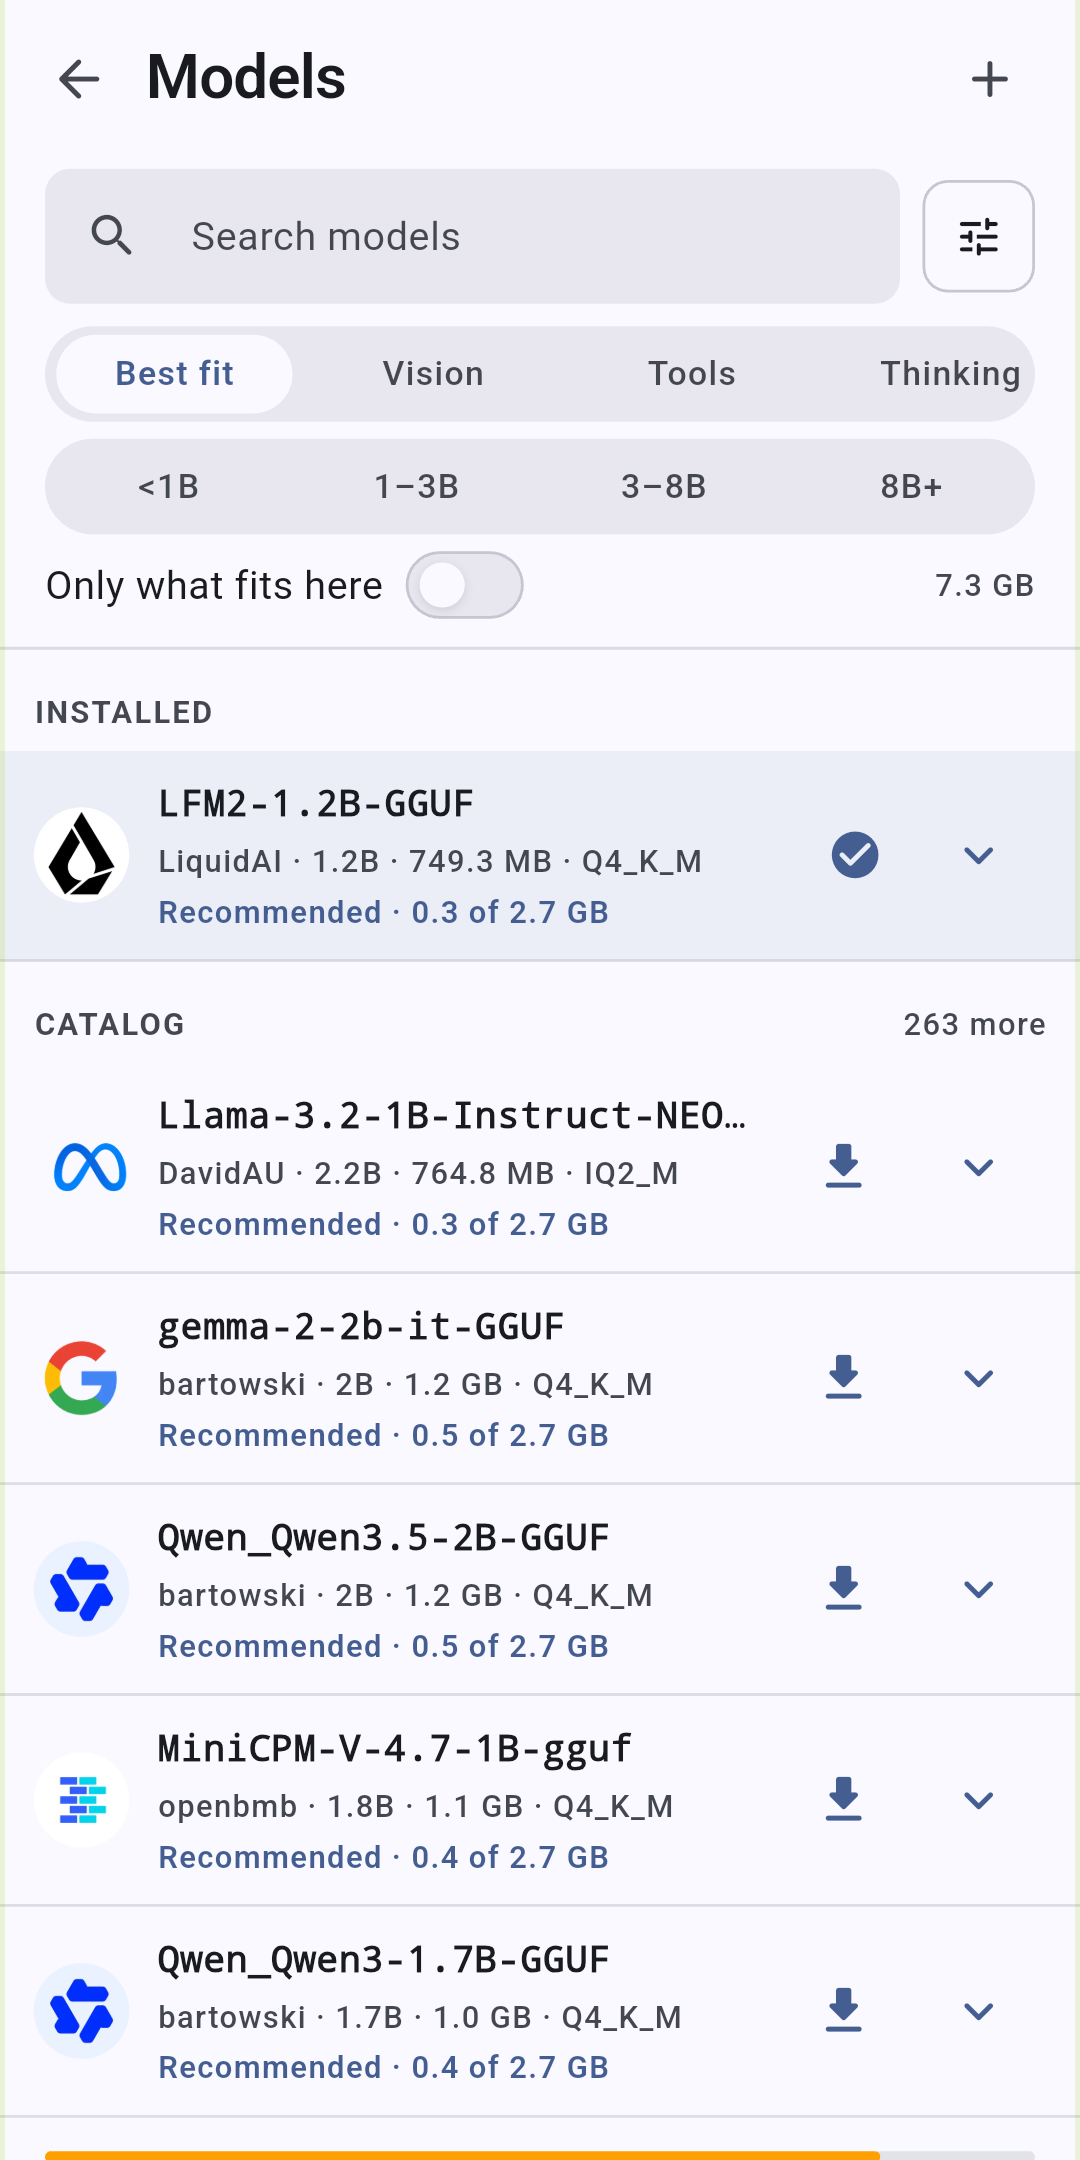 Models
Search models
Best fit Vision Tools Thinking
<1B 1–3B 3–8B 8B+
Only what fits here 7.3 GB
INSTALLED
LFM2-1.2B-GGUF
LiquidAI · 1.2B · 749.3 MB · Q4_K_M
Recommended · 0.3 of 2.7 GB
CATALOG 263 more
Llama-3.2-1B-Instruct-NEO…
DavidAU · 2.2B · 764.8 MB · IQ2_M
Recommended · 0.3 of 2.7 GB
gemma-2-2b-it-GGUF
bartowski · 2B · 1.2 GB · Q4_K_M
Recommended · 0.5 of 2.7 GB
Qwen_Qwen3.5-2B-GGUF
bartowski · 2B · 1.2 GB · Q4_K_M
Recommended · 0.5 of 2.7 GB
MiniCPM-V-4.7-1B-gguf
openbmb · 1.8B · 1.1 GB · Q4_K_M
Recommended · 0.4 of 2.7 GB
Qwen_Qwen3-1.7B-GGUF
bartowski · 1.7B · 1.0 GB · Q4_K_M
Recommended · 0.4 of 2.7 GB